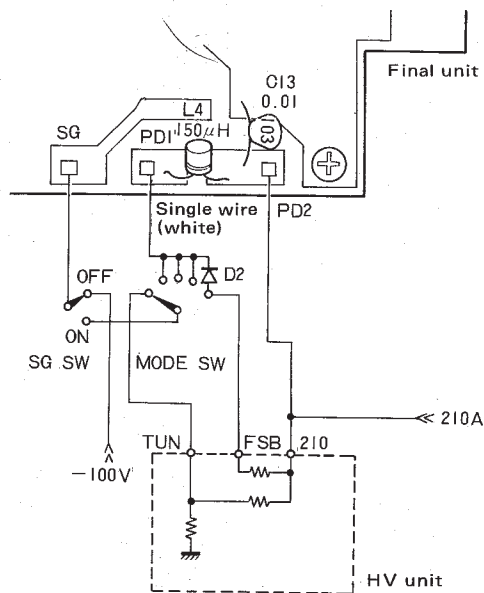 Final unit
C13
0.01
L4
SG
PD1
150μH
103
Single wire
(white)
PD2
OFF
D2
ON
SG SW
MODE SW
210A
TUN
FSB
210
−100V
HV unit